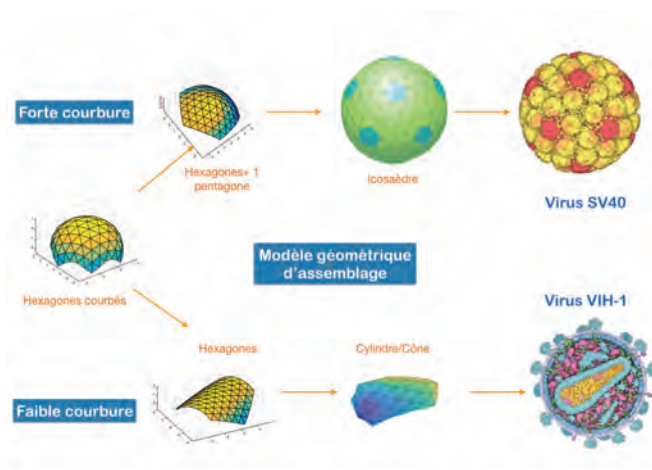 Forte courbure
Hexagones+ 1
pentagone
Icosaèdre
Virus SV40
Hexagones courbés
Modèle géométrique
d'assemblage
Virus VIH-1
Hexagones
Cylindre/Cône
Faible courbure